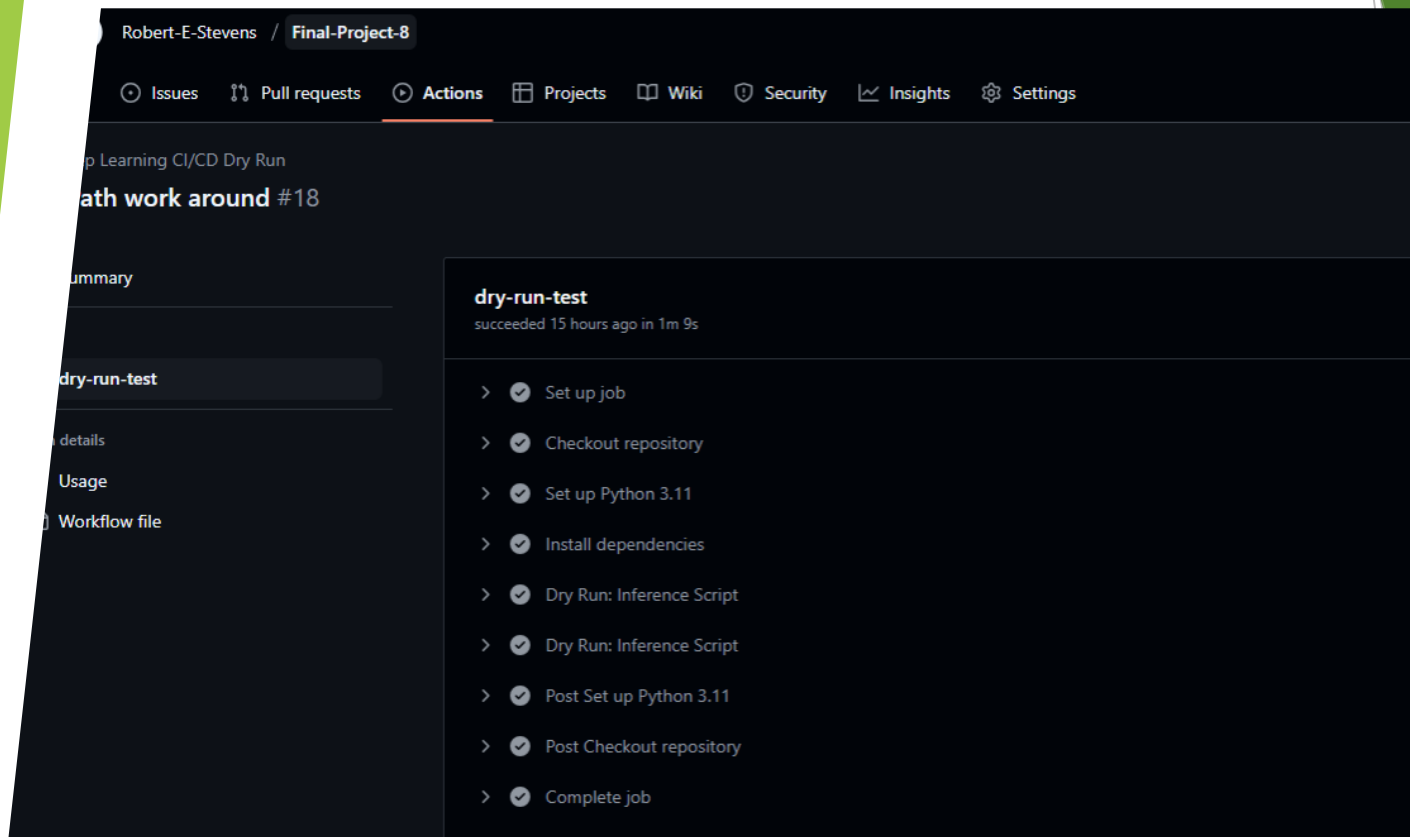 Robert-E-Stevens / Final-Project-8
Issues Pull requests Actions Projects Wiki Security Insights Settings
Learning CI/CD Dry Run
work around #18
dry-run-test
details
Usage
Workflow file
dry-run-test
succeeded 15 hours ago in 1m 9s
Set up job
Checkout repository
Set up Python 3.11
Install dependencies
Dry Run: Inference Script
Dry Run: Inference Script
Post Set up Python 3.11
Post Checkout repository
Complete job